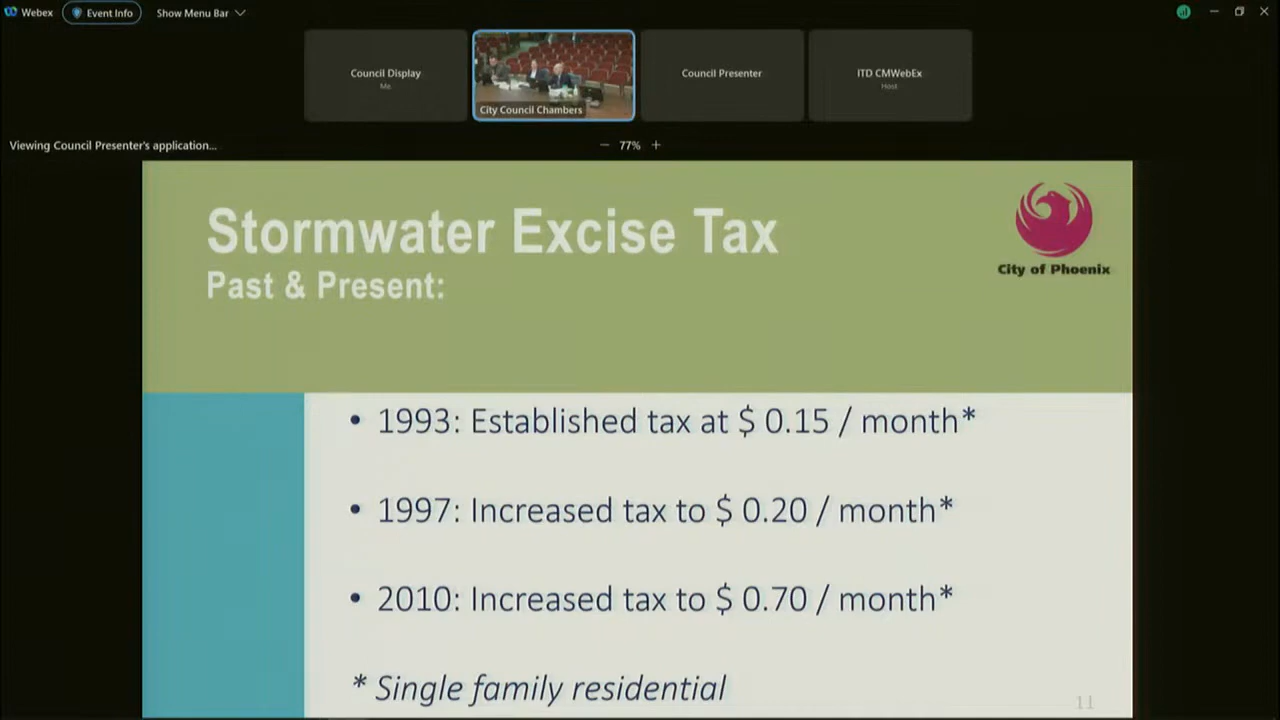 Webex
Event Info
Show Menu Bar
Council Display
Me
City Council Chambers
Council Presenter
ITD CMWebEx
Host
Viewing Council Presenter's application...
77%
Stormwater Excise Tax
Past & Present:
City of Phoenix
• 1993: Established tax at $ 0.15 / month*
• 1997: Increased tax to $ 0.20 / month*
• 2010: Increased tax to $ 0.70 / month*
* Single family residential
11